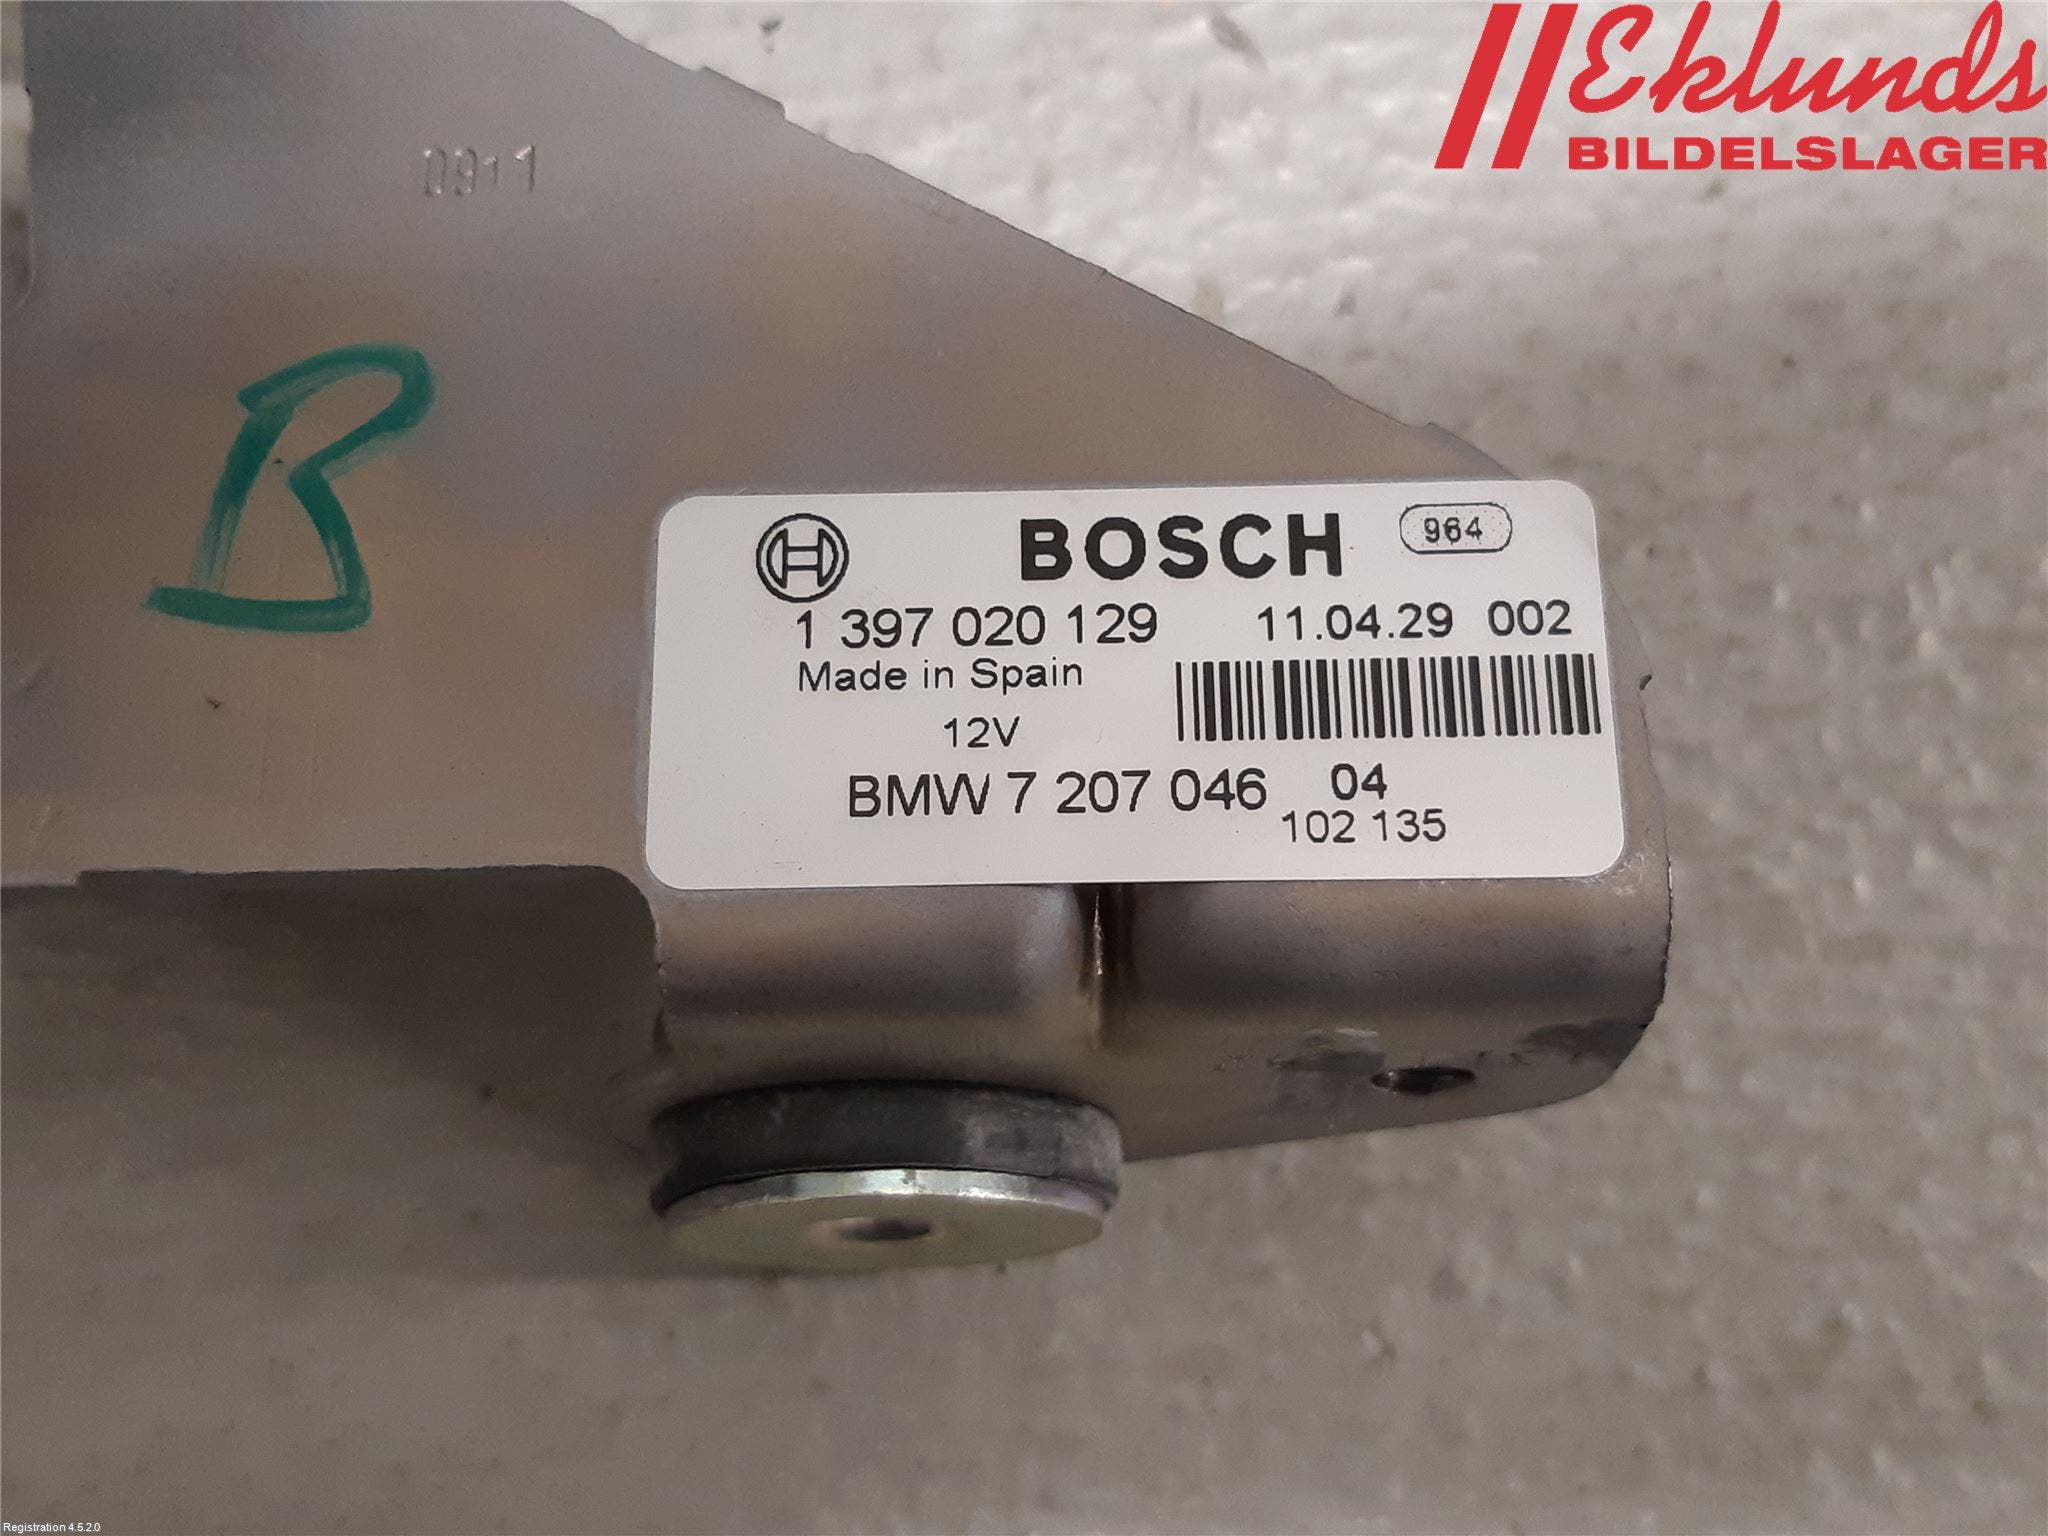 Eklunds
BILDELSLAGER
B
BOSCH 964
1 397 020 129 11.04.29 002
Made in Spain
12V
BMW 7 207 046 04
102 135
Registration 4.5.2.0